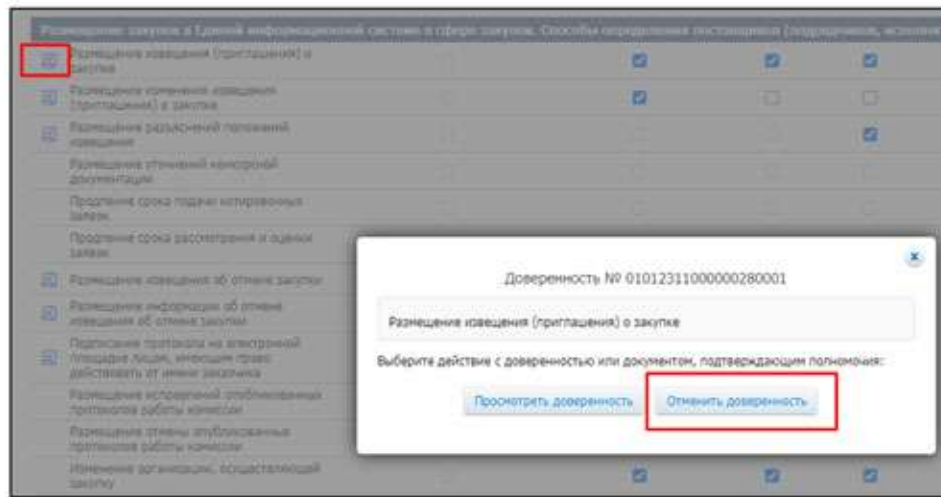 Размещение закупок в Единой информационной системе в сфере закупок. Способы определения поставщика (подрядчиков, исполн
Размещение извещения (приглашения) о
закупке
Размещение изменения извещения
(приглашения) о закупке
Размещение разъяснений положений
извещения
Размещение уточнений конкурсной
документации
Продление срока подачи котировочных
заявок
Продление срока рассмотрения и оценки
заявок
Размещение извещения об отмене закупки
Размещение информации об отмене
извещения об отмене закупки
Подписание протокола на электронной
площадке лицам, имеющим право
действовать от имени заказчика
Размещение исправлений опубликованных
протоколов работы комиссии
Размещение отмены опубликованных
протоколов работы комиссии
Изменение организации, осуществляющей
закупку
Доверенность № 01012311000000280001
Размещение извещения (приглашения) о закупке
Выберите действие с доверенностью или документом, подтверждающим полномочия:
Просмотреть доверенность
Отменить доверенность